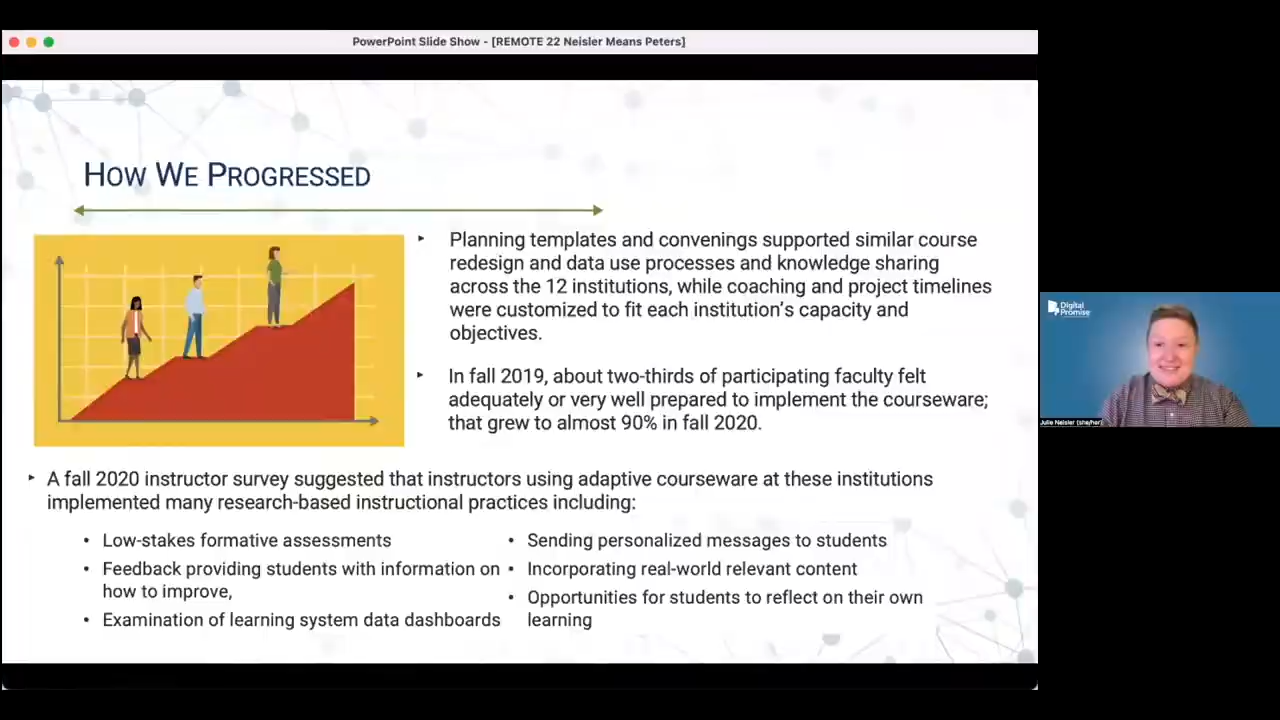 PowerPoint Slide Show - [REMOTE 22 Neisler Means Peters]
How We Progressed
Planning templates and convenings supported similar course
redesign and data use processes and knowledge sharing
across the 12 institutions, while coaching and project timelines
were customized to fit each institution's capacity and
objectives.
In fall 2019, about two-thirds of participating faculty felt
adequately or very well prepared to implement the courseware;
that grew to almost 90% in fall 2020.
A fall 2020 instructor survey suggested that instructors using adaptive courseware at these institutions
implemented many research-based instructional practices including:
• Low-stakes formative assessments
• Feedback providing students with information on
how to improve,
• Examination of learning system data dashboards
• Sending personalized messages to students
• Incorporating real-world relevant content
• Opportunities for students to reflect on their own
learning
Digital
Promise
Julie Neisler (she/her)